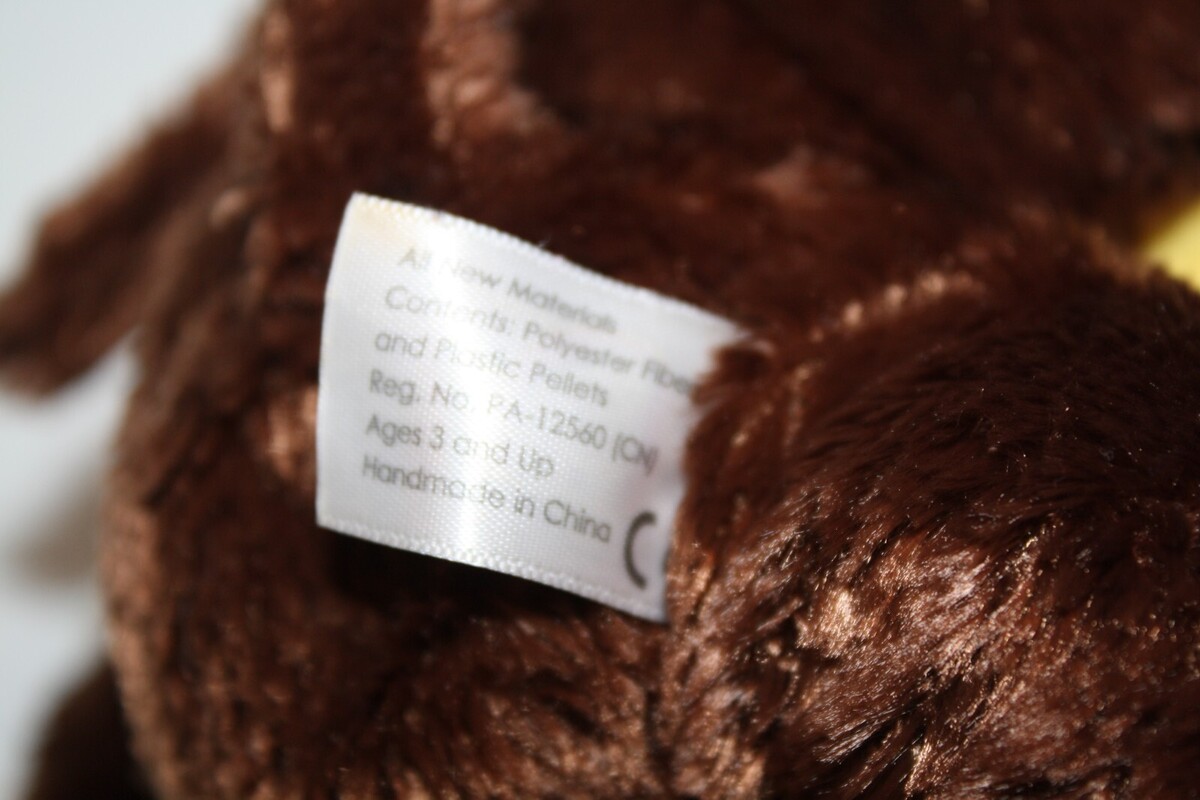 All New Materials
Contents: Polyester Fiber
and Plastic Pellets
Reg. No. PA-12560 (CN)
Ages 3 and Up
Handmade in China